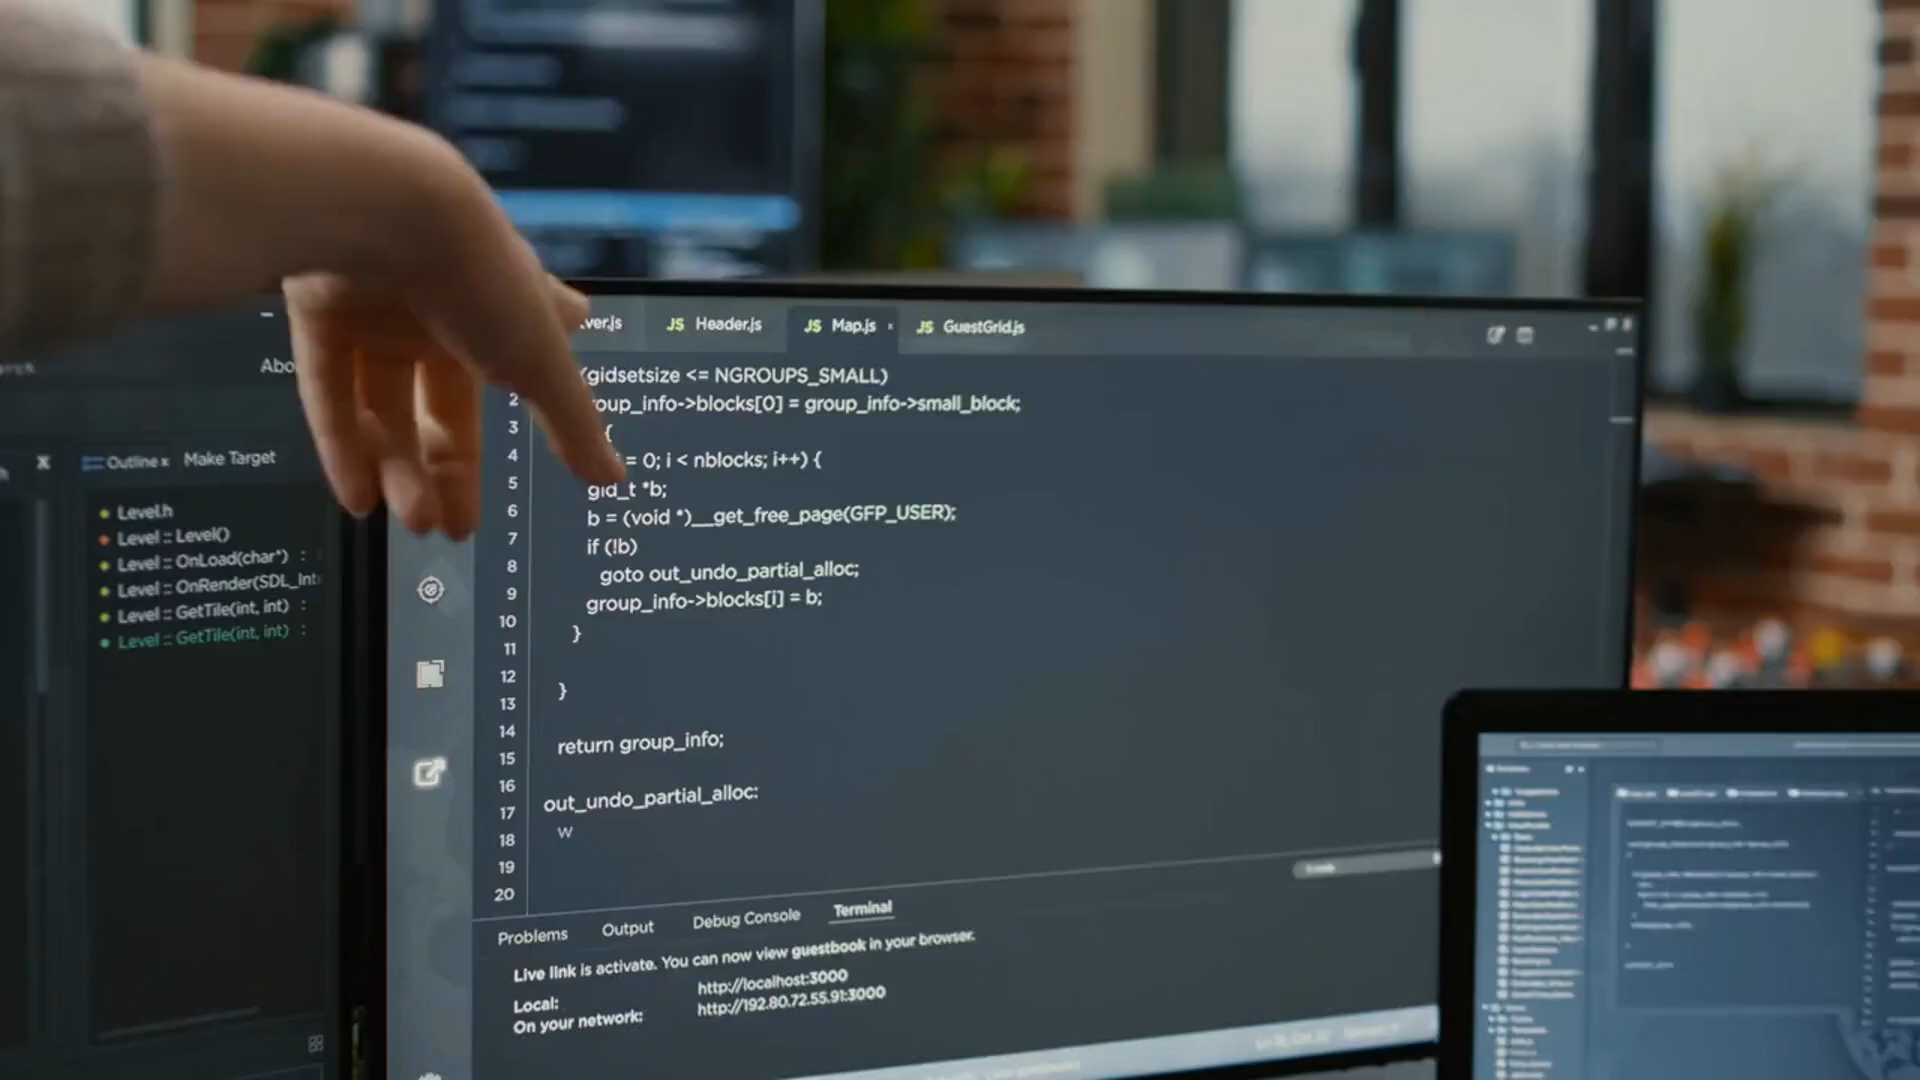 ver.js JS Header.js JS Map.js × JS GuestGrid.js
(gidsetsize <= NGROUPS_SMALL)
2 roup_info->blocks[0] = group_info->small_block;
3 {
4 = 0; i < nblocks; i++) {
5 gid_t *b;
6 b = (void *)__get_free_page(GFP_USER);
7 if (!b)
8 goto out_undo_partial_alloc;
9 group_info->blocks[i] = b;
10 }
11
12 }
13
14 return group_info;
15
16
17 out_undo_partial_alloc:
18 w
19
20
Problems Output Debug Console Terminal
Live link is activate. You can now view guestbook in your browser.
Local: http://localhost:3000
On your network: http://192.80.72.55.91:3000
Abo
X Outline x Make Target
Level.h
Level :: Level()
Level :: OnLoad(char*) :
Level :: OnRender(SDL_Int
Level :: GetTile(int, int) :
Level :: GetTile(int, int) :